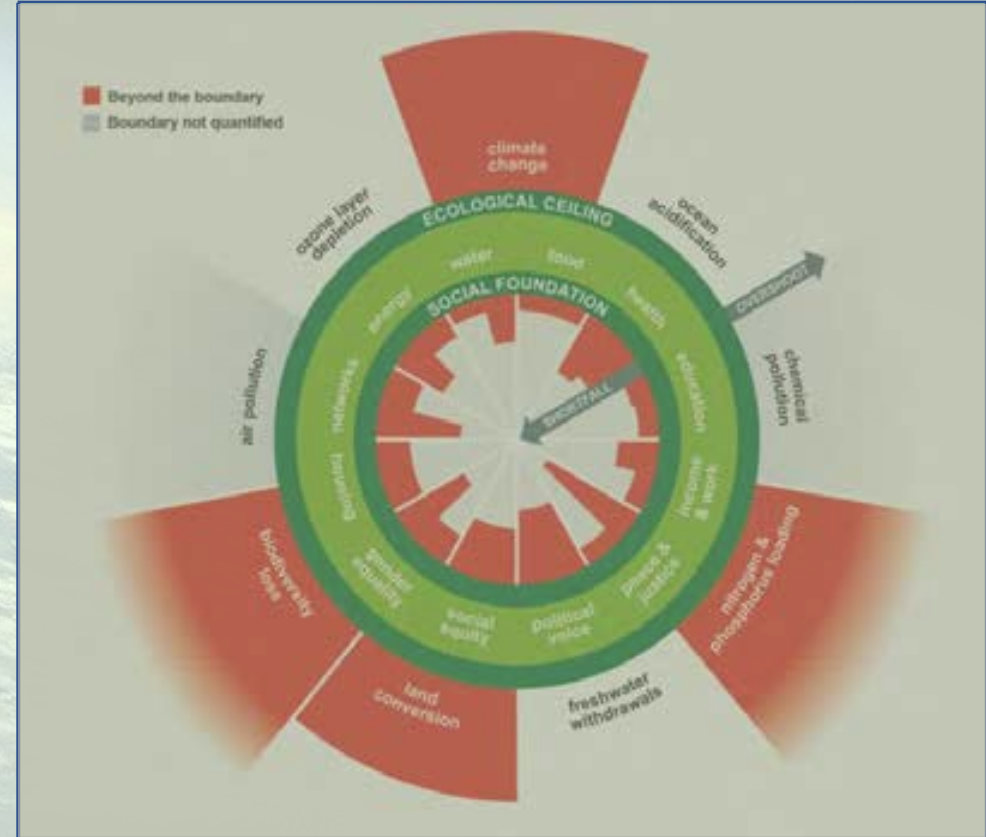 Beyond the boundary
Boundary not quantified
climate
change
ocean
acidification
chemical
pollution
nitrogen &
phosphorus loading
freshwater
withdrawals
land
conversion
biodiversity
loss
air pollution
ozone layer
depletion
ECOLOGICAL CEILING
OVERSHOOT
water
food
health
education
income
& work
peace &
justice
political
voice
social
equity
gender
equality
housing
networks
energy
SOCIAL FOUNDATION
SHORTFALL